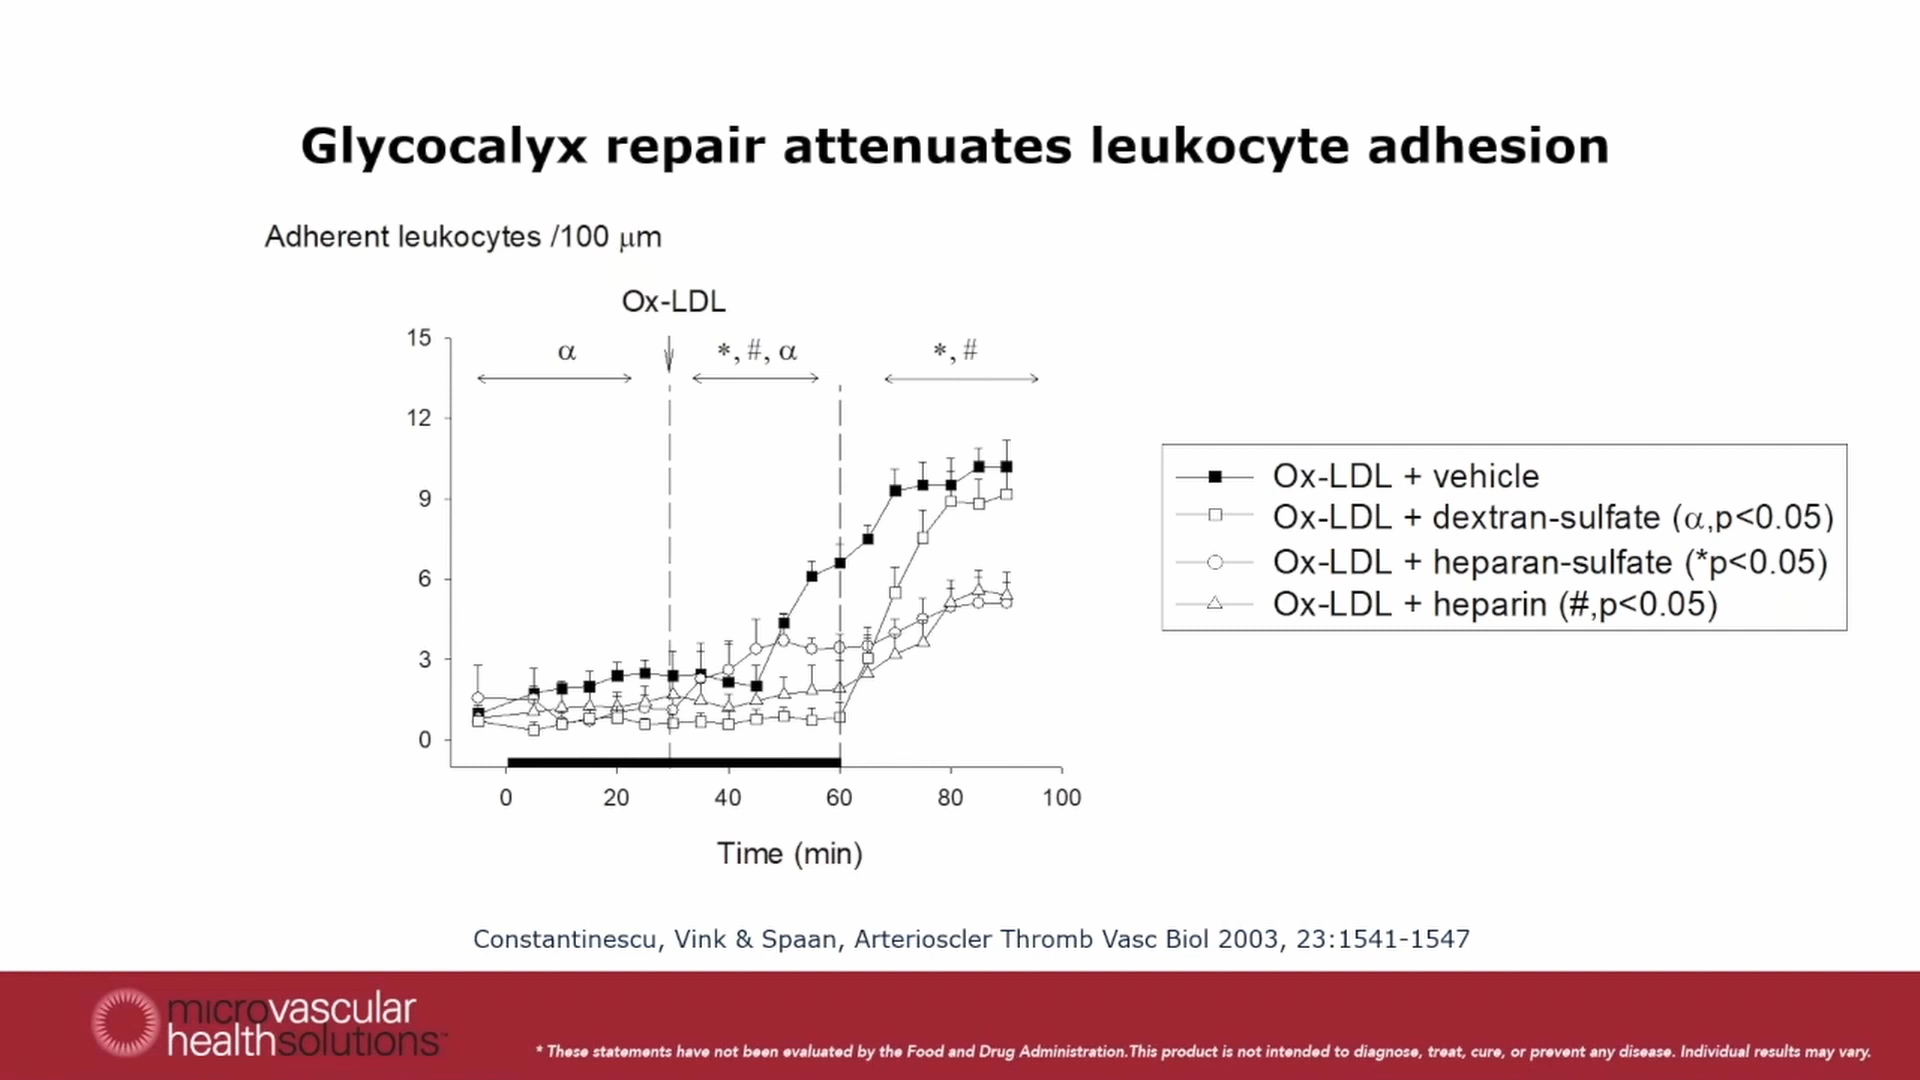 Glycocalyx repair attenuates leukocyte adhesion
Adherent leukocytes /100 μm
Ox-LDL
15
12
9
6
3
0
α
*, #, α
*, #
0 20 40 60 80 100
Time (min)
Ox-LDL + vehicle
Ox-LDL + dextran-sulfate (α,p<0.05)
Ox-LDL + heparan-sulfate (*p<0.05)
Ox-LDL + heparin (#,p<0.05)
Constantinescu, Vink & Spaan, Arterioscler Thromb Vasc Biol 2003, 23:1541-1547
microvascular
healthsolutions™
* These statements have not been evaluated by the Food and Drug Administration.This product is not intended to diagnose, treat, cure, or prevent any disease. Individual results may vary.